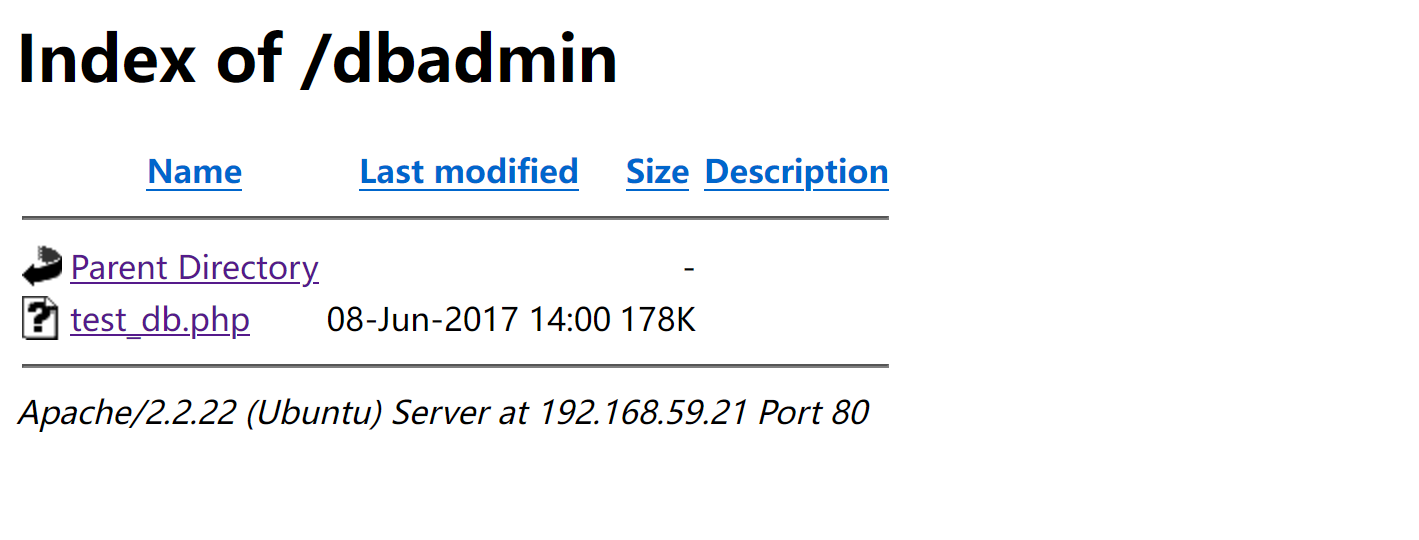 Index of /dbadmin
Name Last modified Size Description
Parent Directory -
test_db.php 08-Jun-2017 14:00 178K
Apache/2.2.22 (Ubuntu) Server at 192.168.59.21 Port 80